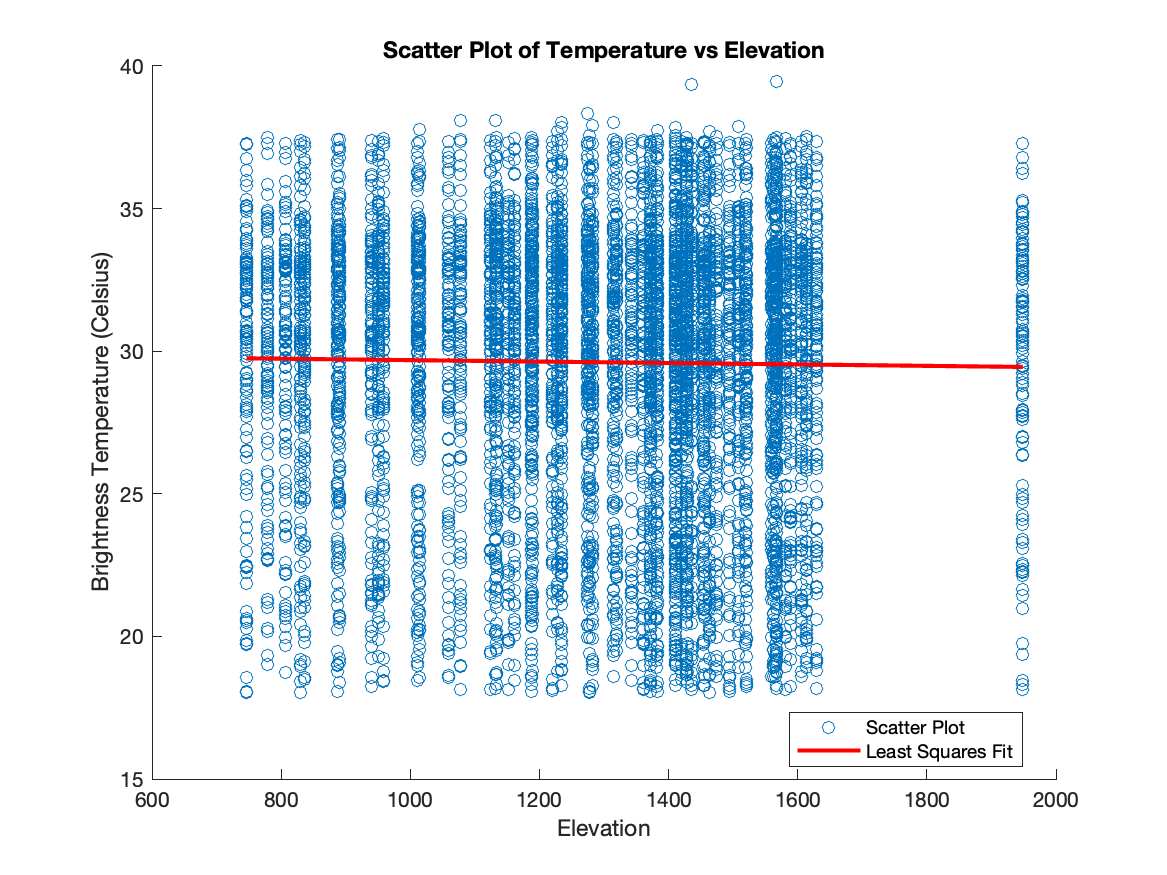 Scatter Plot of Temperature vs Elevation
40
35
30
25
20
15
Brightness Temperature (Celsius)
600 800 1000 1200 1400 1600 1800 2000
Elevation
Scatter Plot
Least Squares Fit